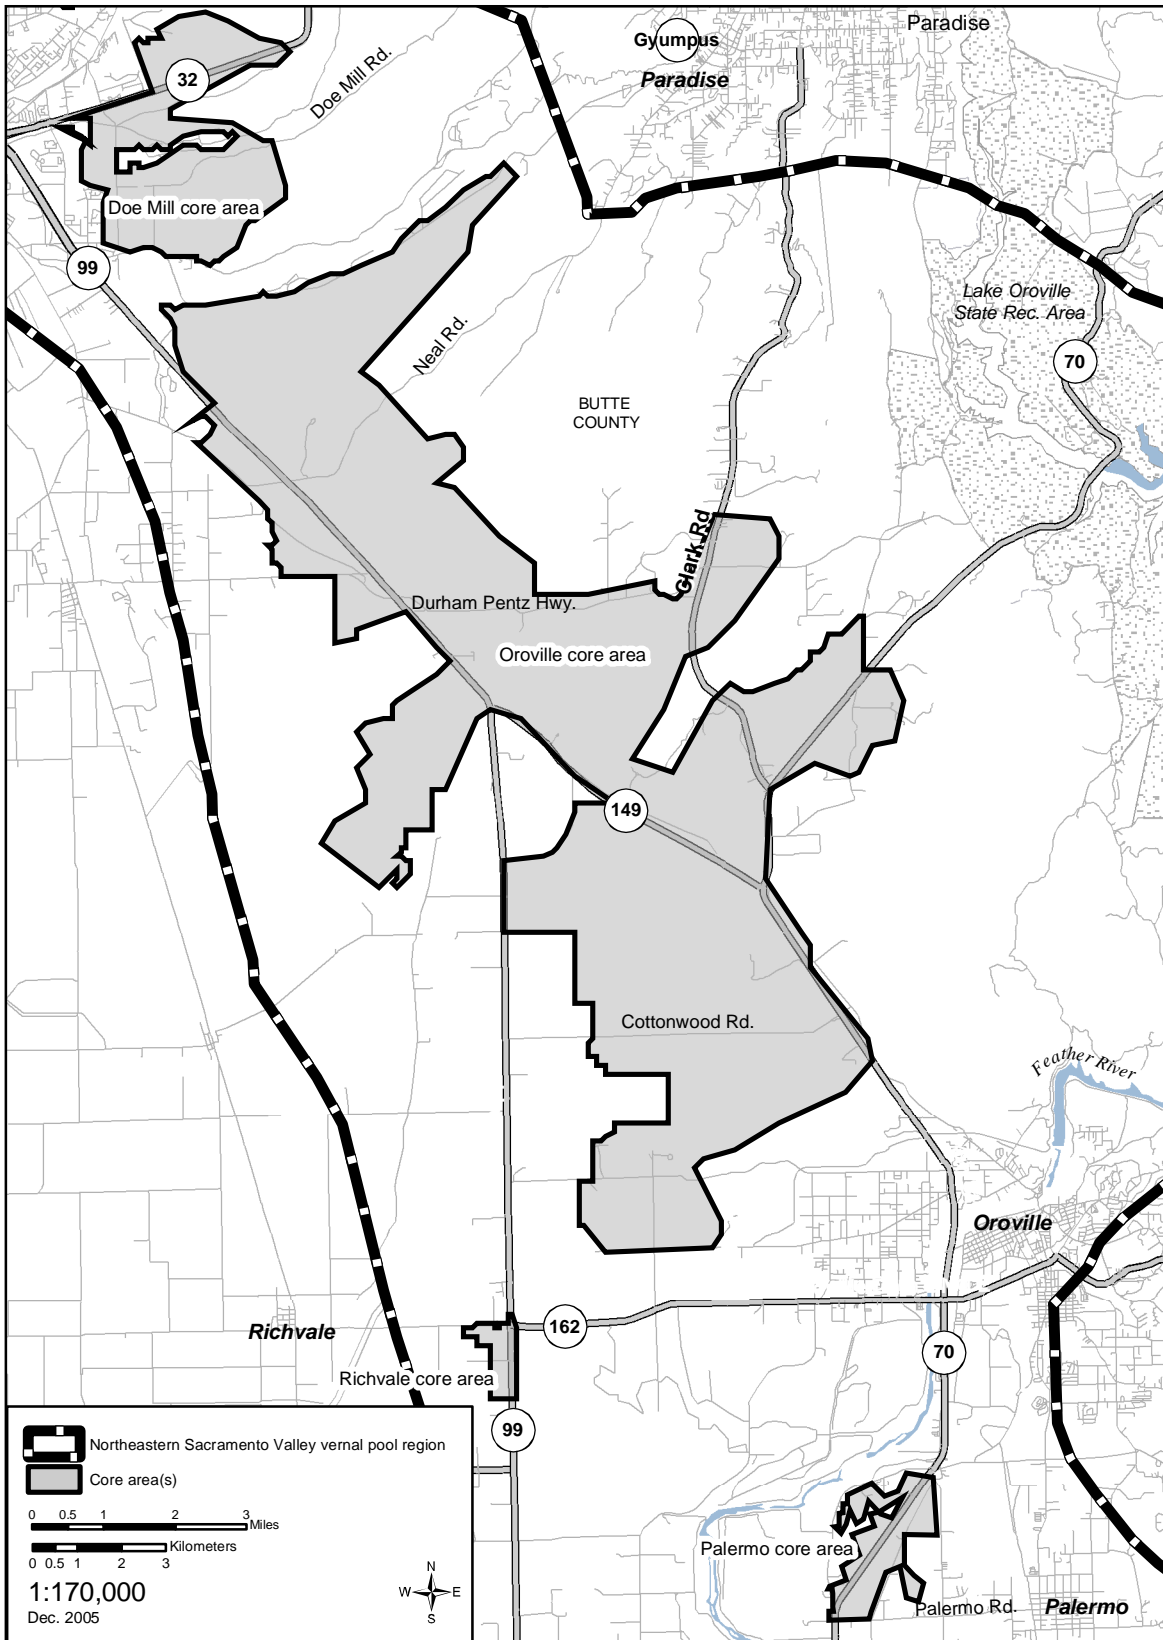 Paradise
Gyumpus
Paradise
32
Doe Mill Rd.
Doe Mill core area
99
Lake Oroville
State Rec. Area
Neal Rd.
70
BUTTE
COUNTY
Clark Rd
Durham Pentz Hwy.
Oroville core area
149
Cottonwood Rd.
Feather River
Oroville
Richvale
162
70
Richvale core area
99
Northeastern Sacramento Valley vernal pool region
Core area(s)
0 0.5 1 2 3
Miles
Kilometers
0 0.5 1 2 3
1:170,000
Dec. 2005
N
W E
S
Palermo core area
Palermo Rd.
Palermo